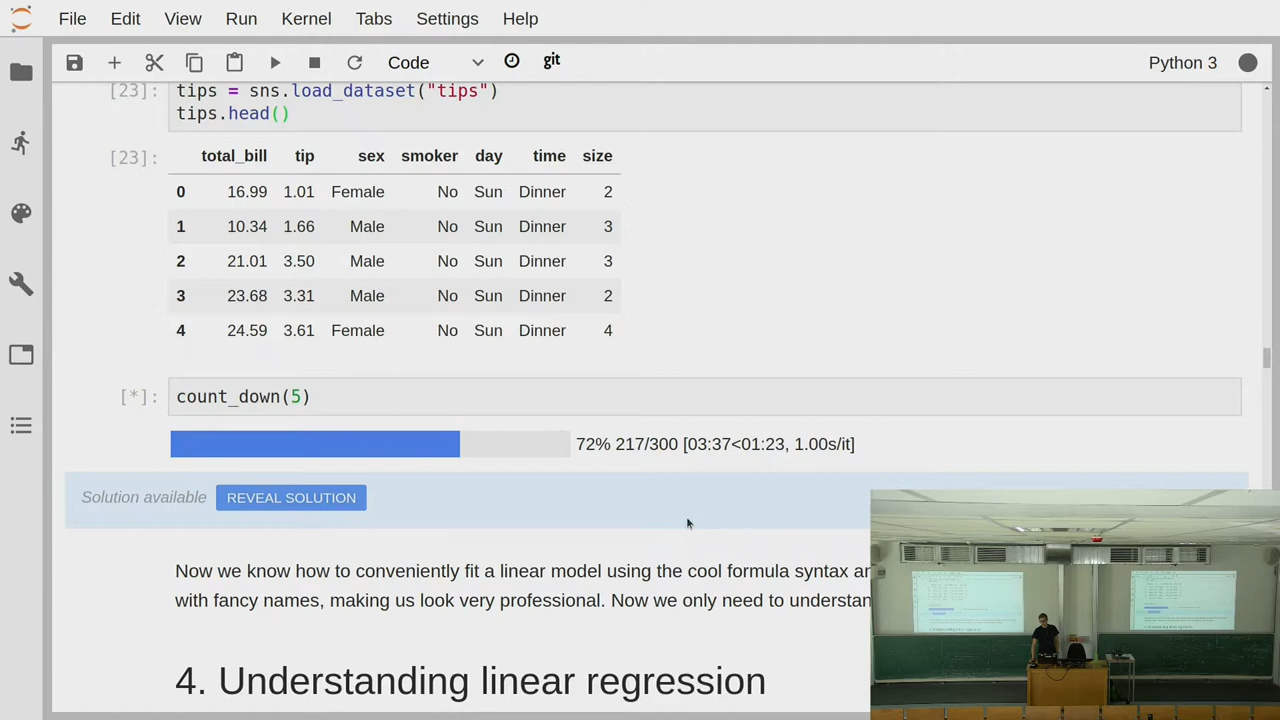 File Edit View Run Kernel Tabs Settings Help
Code git Python 3
[23]: tips = sns.load_dataset("tips")
tips.head()
[23]: total_bill tip sex smoker day time size
0 16.99 1.01 Female No Sun Dinner 2
1 10.34 1.66 Male No Sun Dinner 3
2 21.01 3.50 Male No Sun Dinner 3
3 23.68 3.31 Male No Sun Dinner 2
4 24.59 3.61 Female No Sun Dinner 4
[*]: count_down(5)
72% 217/300 [03:37<01:23, 1.00s/it]
Solution available REVEAL SOLUTION
Now we know how to conveniently fit a linear model using the cool formula syntax
with fancy names, making us look very professional. Now we only need to understan
4. Understanding linear regression